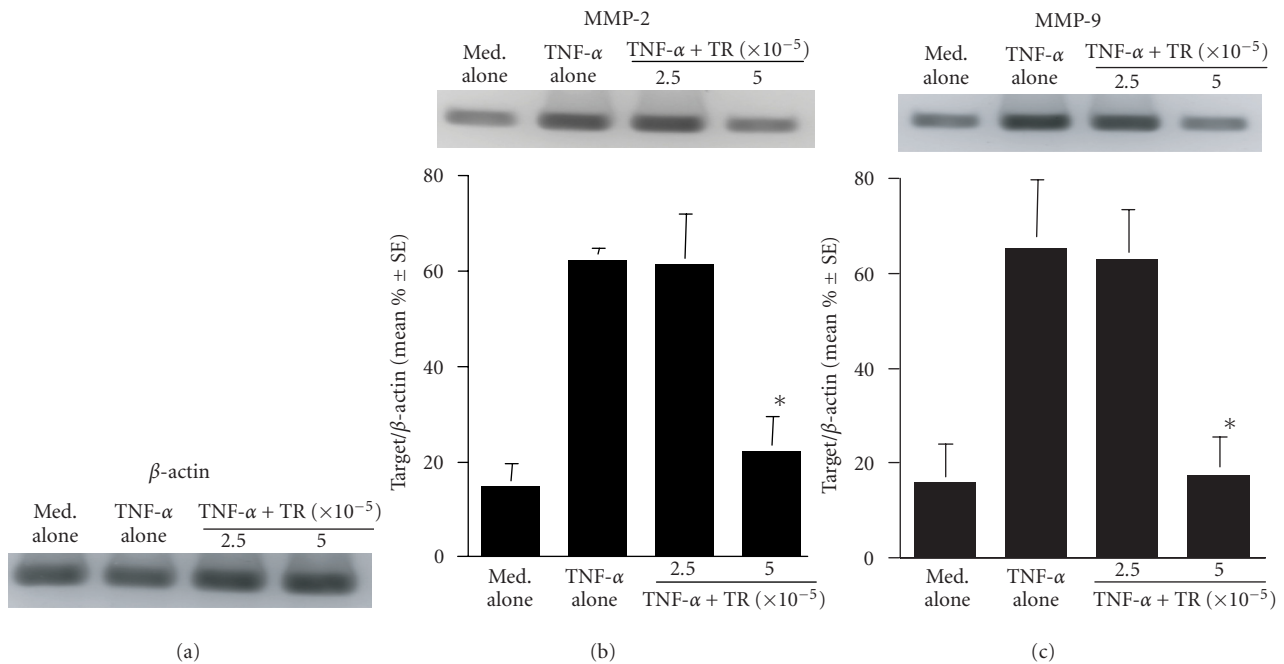 β-actin
Med. alone
TNF-α alone
TNF-α + TR (×10⁻⁵)
2.5 5
(a)
MMP-2
Med. alone
TNF-α alone
TNF-α + TR (×10⁻⁵)
2.5 5
Target/β-actin (mean % ± SE)
80
60
40
20
0
*
Med. alone
TNF-α alone
2.5 5
TNF-α + TR (×10⁻⁵)
(b)
MMP-9
Med. alone
TNF-α alone
TNF-α + TR (×10⁻⁵)
2.5 5
Target/β-actin (mean % ± SE)
80
60
40
20
0
*
Med. alone
TNF-α alone
2.5 5
TNF-α + TR (×10⁻⁵)
(c)